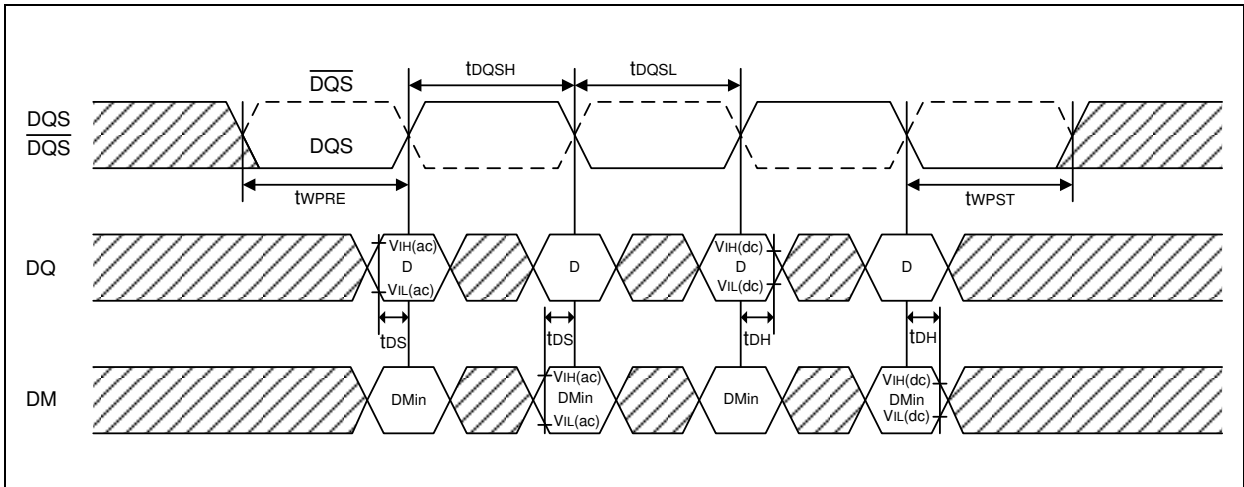 tDQSH
tDQSL
DQS
DQS
DQS
DQS
tWPRE
tWPST
DQ
VIH(ac)
D
VIL(ac)
D
VIH(dc)
D
VIL(dc)
D
tDS
tDS
tDH
tDH
DM
DMin
VIH(ac)
DMin
VIL(ac)
DMin
VIH(dc)
DMin
VIL(dc)